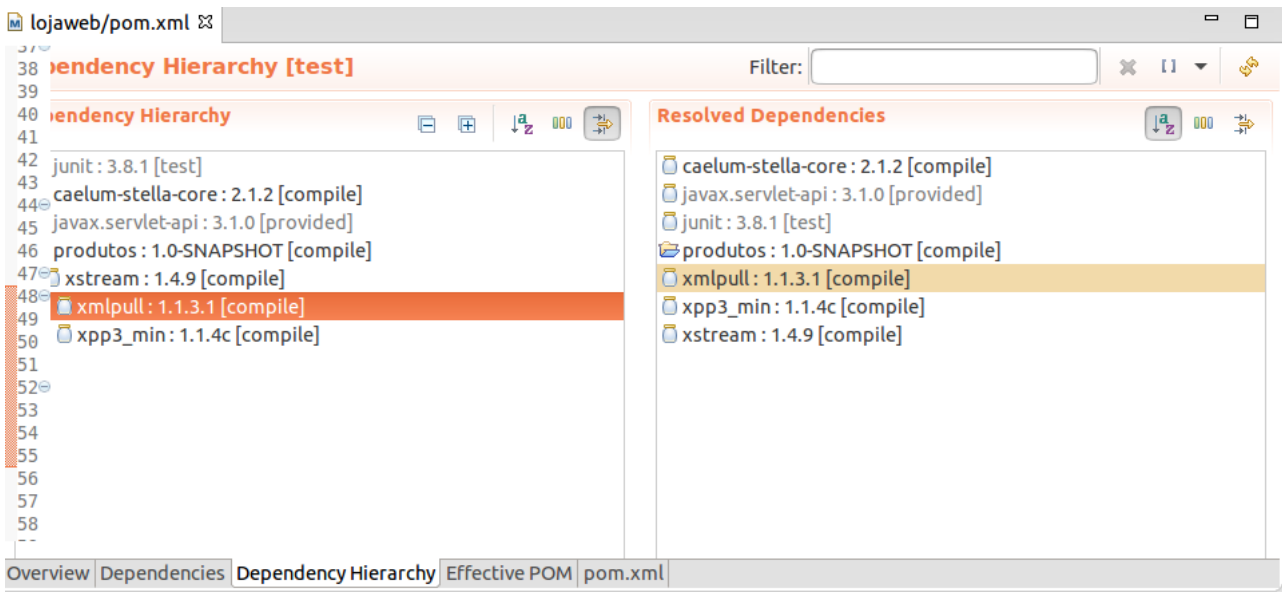 lojaweb/pom.xml
37
38 pendency Hierarchy [test] Filter:
39
40 pendency Hierarchy Resolved Dependencies
41
42 junit : 3.8.1 [test]
43 caelum-stella-core : 2.1.2 [compile]
44
45 javax.servlet-api : 3.1.0 [provided]
46 produtos : 1.0-SNAPSHOT [compile]
47 xstream : 1.4.9 [compile]
48 xmlpull : 1.1.3.1 [compile]
49
50 xpp3_min : 1.1.4c [compile]
51
52
53
54
55
56
57
58
caelum-stella-core : 2.1.2 [compile]
javax.servlet-api : 3.1.0 [provided]
junit : 3.8.1 [test]
produtos : 1.0-SNAPSHOT [compile]
xmlpull : 1.1.3.1 [compile]
xpp3_min : 1.1.4c [compile]
xstream : 1.4.9 [compile]
Overview Dependencies Dependency Hierarchy Effective POM pom.xml